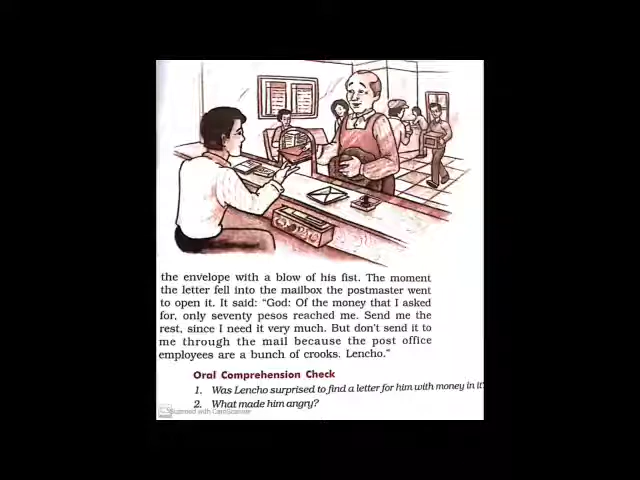 the envelope with a blow of his fist. The moment
the letter fell into the mailbox the postmaster went
to open it. It said: “God: Of the money that I asked
for, only seventy pesos reached me. Send me the
rest, since I need it very much. But don’t send it to
me through the mail because the post office
employees are a bunch of crooks. Lencho.”
Oral Comprehension Check
1. Was Lencho surprised to find a letter for him with money in it?
2. What made him angry?
Scanned with CamScanner